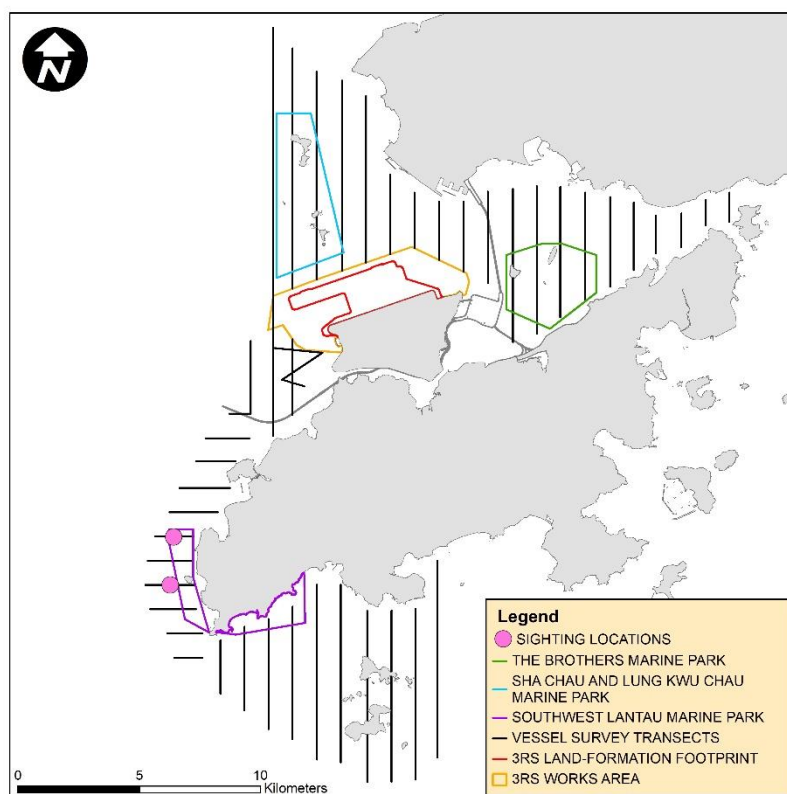 N
Legend
SIGHTING LOCATIONS
THE BROTHERS MARINE PARK
SHA CHAU AND LUNG KWU CHAU
MARINE PARK
SOUTHWEST LANTAU MARINE PARK
VESSEL SURVEY TRANSECTS
3RS LAND-FORMATION FOOTPRINT
3RS WORKS AREA
0 5 10
Kilometers